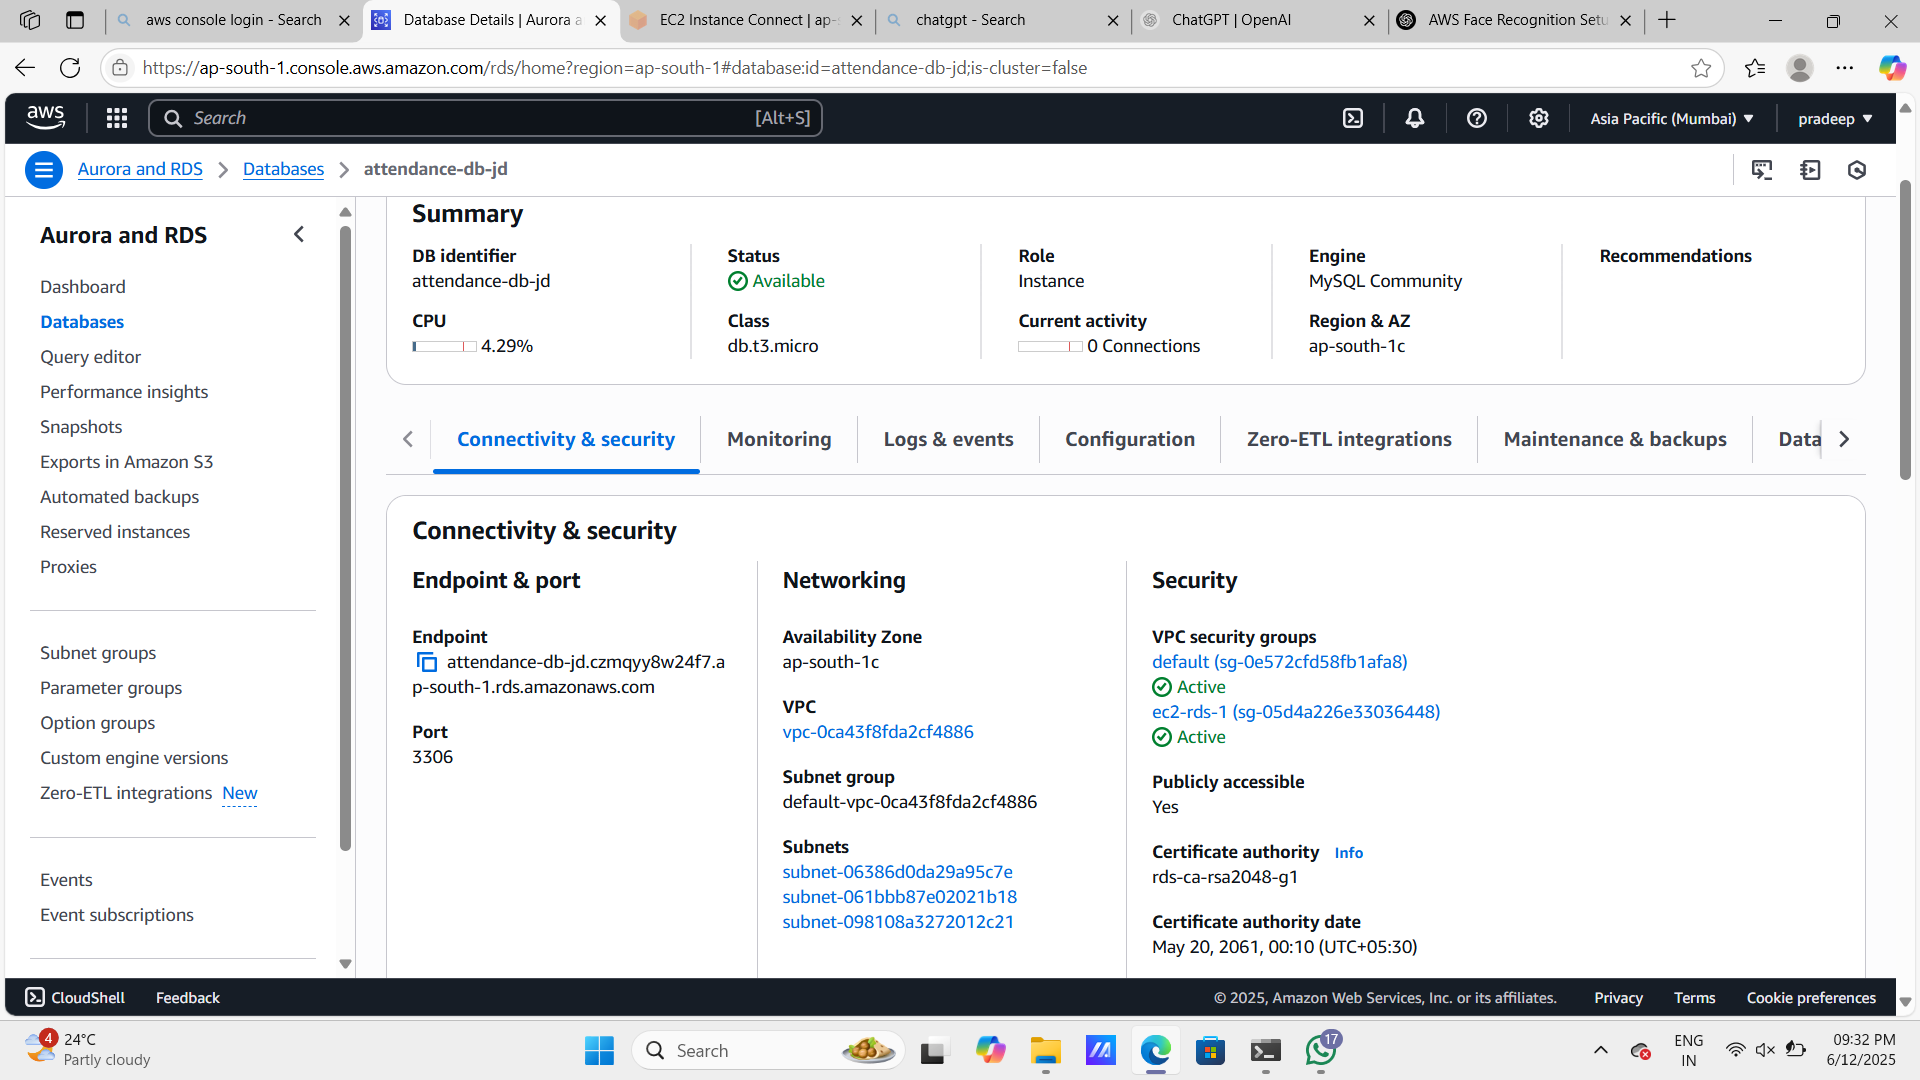 aws console login - Search
Database Details | Aurora a
EC2 Instance Connect | ap-s
chatgpt - Search
ChatGPT | OpenAI
AWS Face Recognition Setu
https://ap-south-1.console.aws.amazon.com/rds/home?region=ap-south-1#database:id=attendance-db-jd;is-cluster=false
aws
Search
[Alt+S]
Asia Pacific (Mumbai)
pradeep
Aurora and RDS
Databases
attendance-db-jd
Aurora and RDS
Dashboard
Databases
Query editor
Performance insights
Snapshots
Exports in Amazon S3
Automated backups
Reserved instances
Proxies
Subnet groups
Parameter groups
Option groups
Custom engine versions
Zero-ETL integrations New
Events
Event subscriptions
Summary
DB identifier
attendance-db-jd
Status
Available
Role
Instance
Engine
MySQL Community
Recommendations
CPU
4.29%
Class
db.t3.micro
Current activity
0 Connections
Region & AZ
ap-south-1c
Connectivity & security
Monitoring
Logs & events
Configuration
Zero-ETL integrations
Maintenance & backups
Data
Connectivity & security
Endpoint & port
Endpoint
attendance-db-jd.czmqyy8w24f7.a
p-south-1.rds.amazonaws.com
Port
3306
Networking
Availability Zone
ap-south-1c
VPC
vpc-0ca43f8fda2cf4886
Subnet group
default-vpc-0ca43f8fda2cf4886
Subnets
subnet-06386d0da29a95c7e
subnet-061bbb87e02021b18
subnet-098108a3272012c21
Security
VPC security groups
default (sg-0e572cfd58fb1afa8)
Active
ec2-rds-1 (sg-05d4a226e33036448)
Active
Publicly accessible
Yes
Certificate authority Info
rds-ca-rsa2048-g1
Certificate authority date
May 20, 2061, 00:10 (UTC+05:30)
CloudShell
Feedback
© 2025, Amazon Web Services, Inc. or its affiliates.
Privacy
Terms
Cookie preferences
4
24°C
Partly cloudy
Search
17
ENG
IN
09:32 PM
6/12/2025